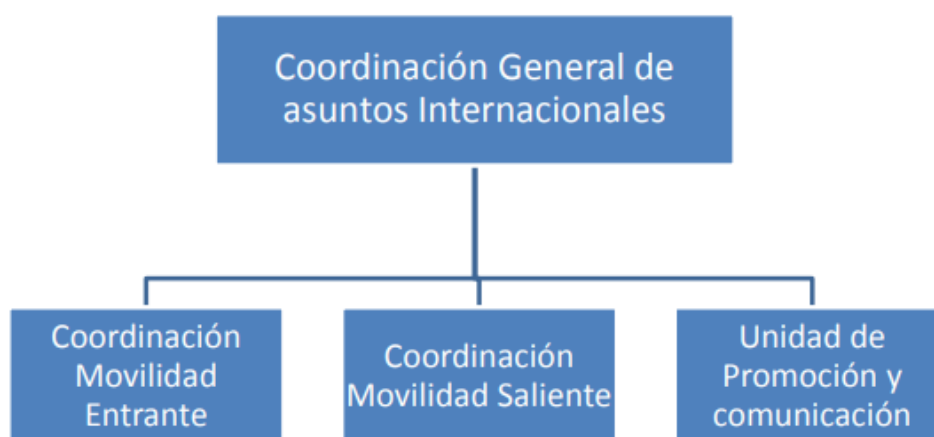 Coordinación General de
asuntos Internacionales
Coordinación
Movilidad
Entrante
Coordinación
Movilidad Saliente
Unidad de
Promoción y
comunicación